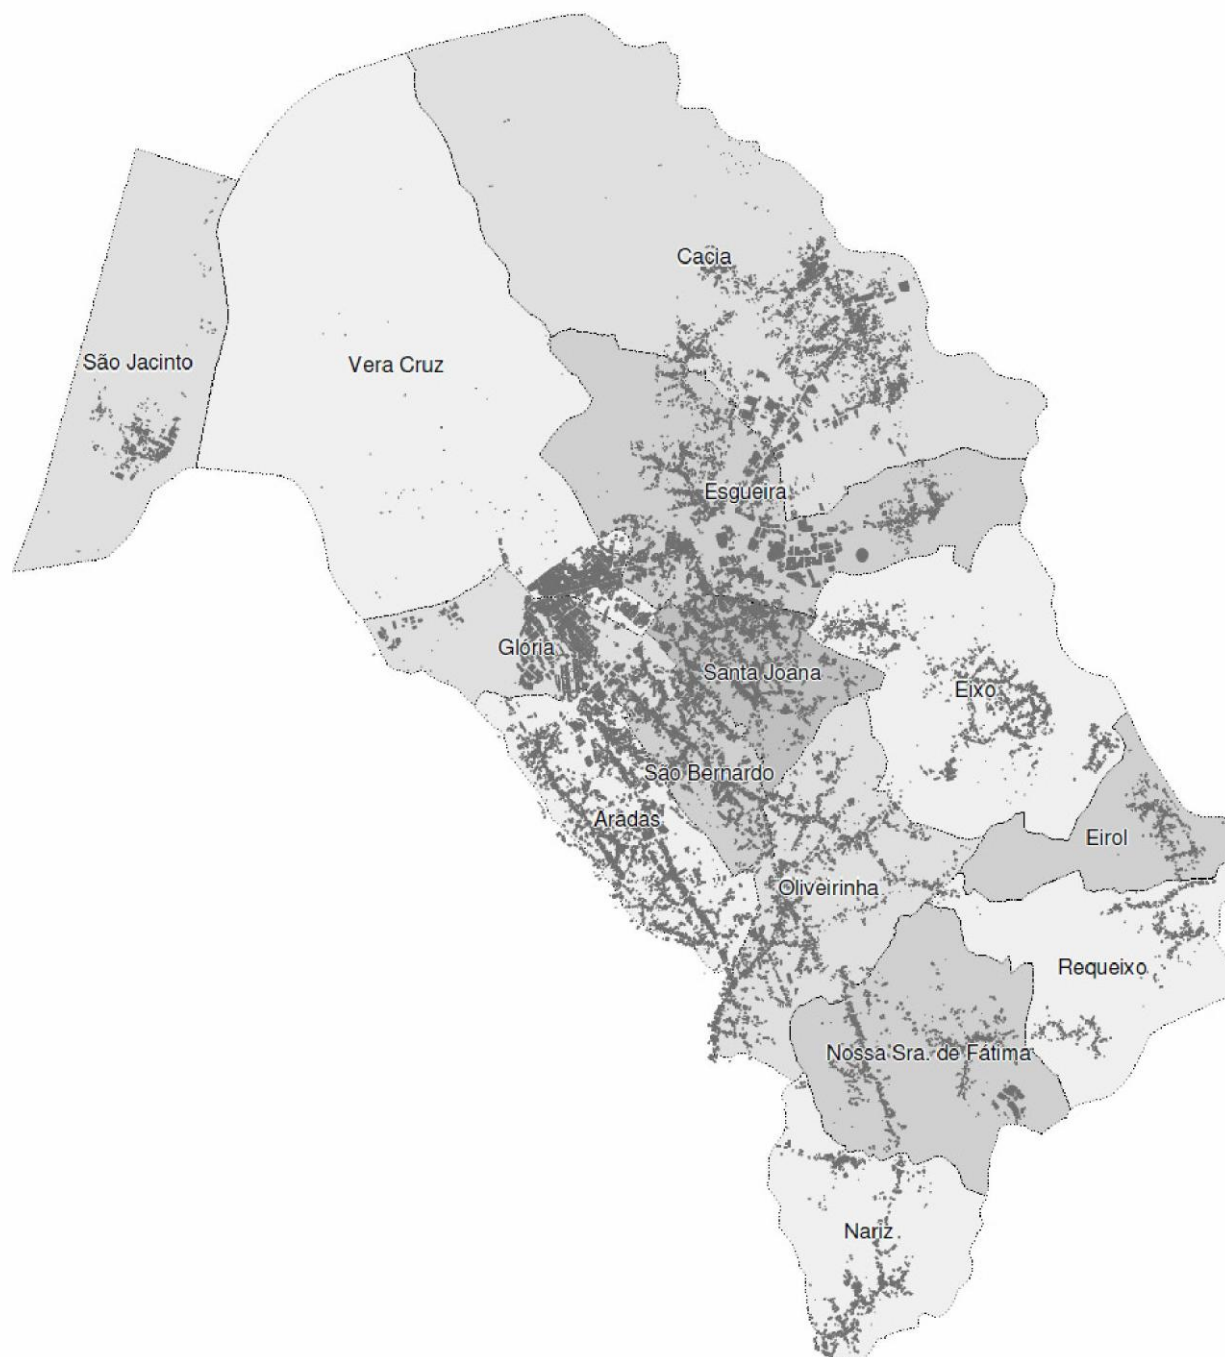 Cacia
São Jacinto
Vera Cruz
Esgueira
Glória
Santa Joana
Eixo
São Bernardo
Aradas
Eirol
Oliveirinha
Requeixo
Nossa Sra. de Fátima
Nariz